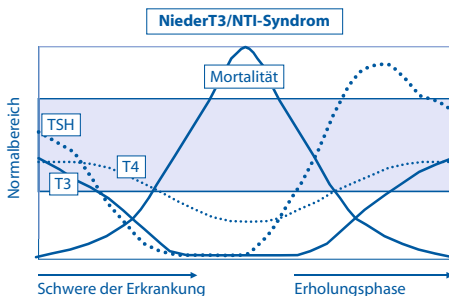 NiederT3/NTI-Syndrom
Mortalität
TSH
T4
T3
Normalbereich
Schwere der Erkrankung
Erholungsphase